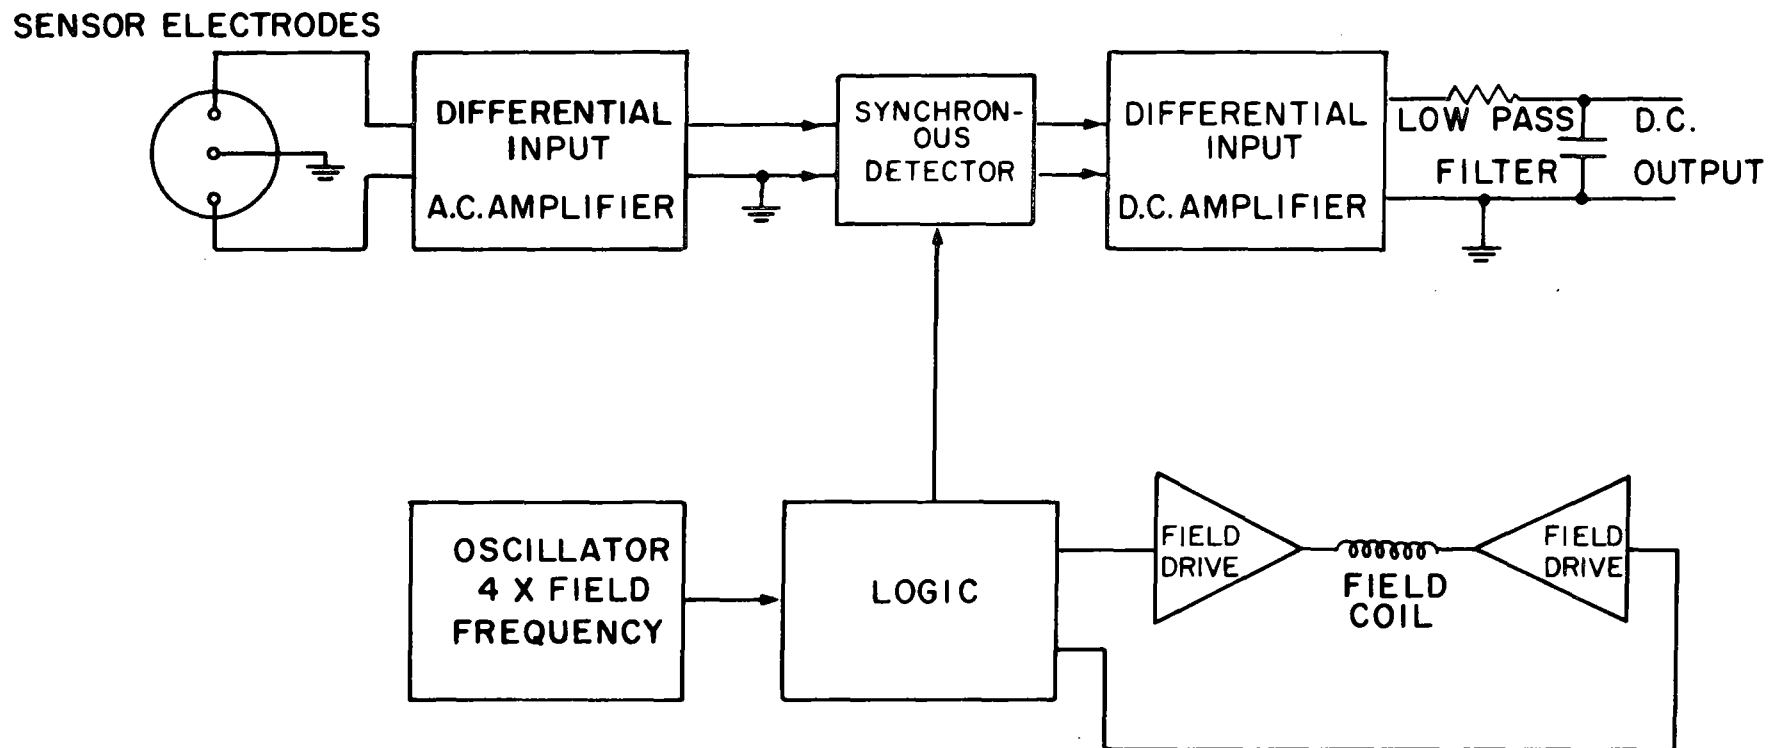 SENSOR ELECTRODES
DIFFERENTIAL
INPUT
A.C. AMPLIFIER
SYNCHRON-
OUS
DETECTOR
DIFFERENTIAL
INPUT
D.C. AMPLIFIER
LOW PASS
FILTER
D.C.
OUTPUT
OSCILLATOR
4 X FIELD
FREQUENCY
LOGIC
FIELD
DRIVE
FIELD
COIL
FIELD
DRIVE